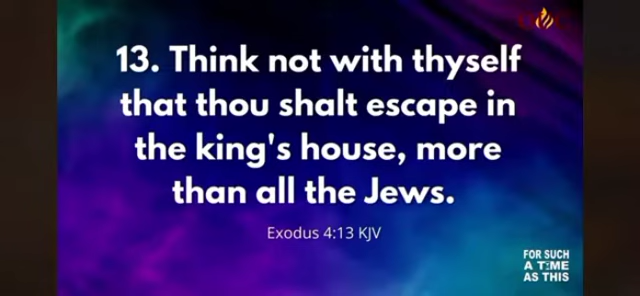 13. Think not with thyself
that thou shalt escape in
the king's house, more
than all the Jews.
Exodus 4:13 KJV
FOR SUCH
A TIME
AS THIS